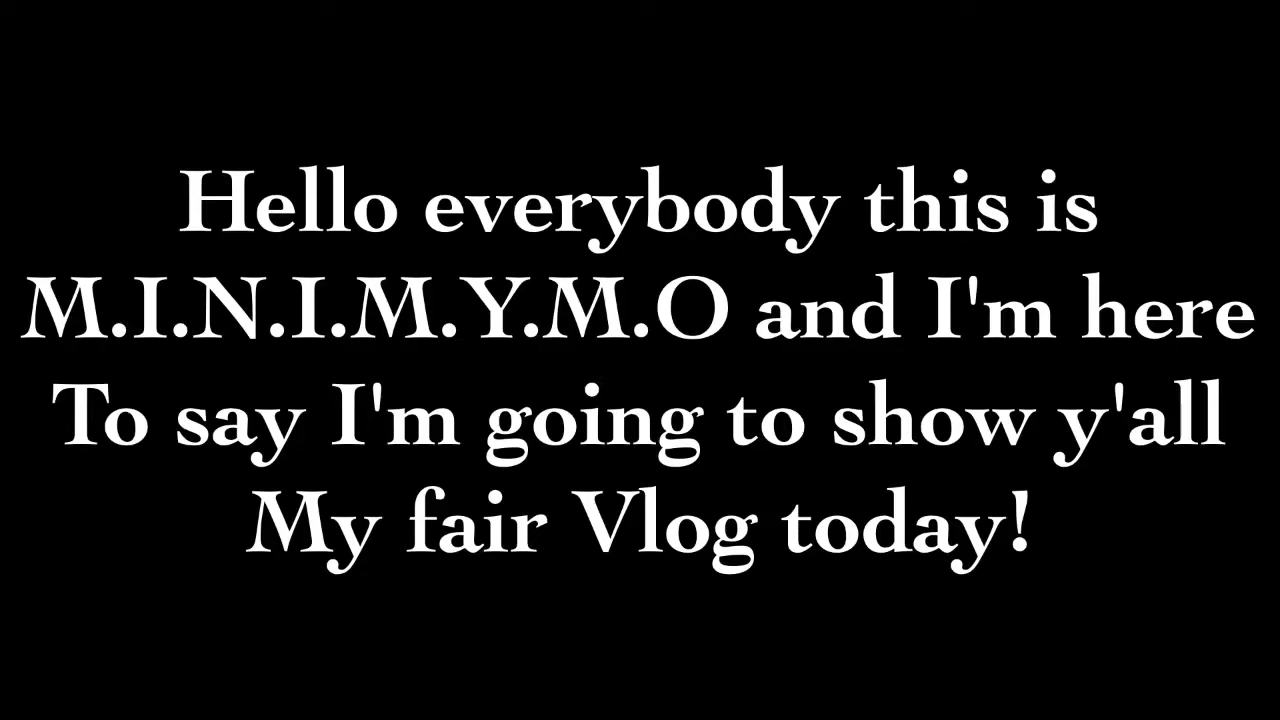 Hello everybody this is
M.I.N.I.M.Y.M.O and I'm here
To say I'm going to show y'all
My fair Vlog today!